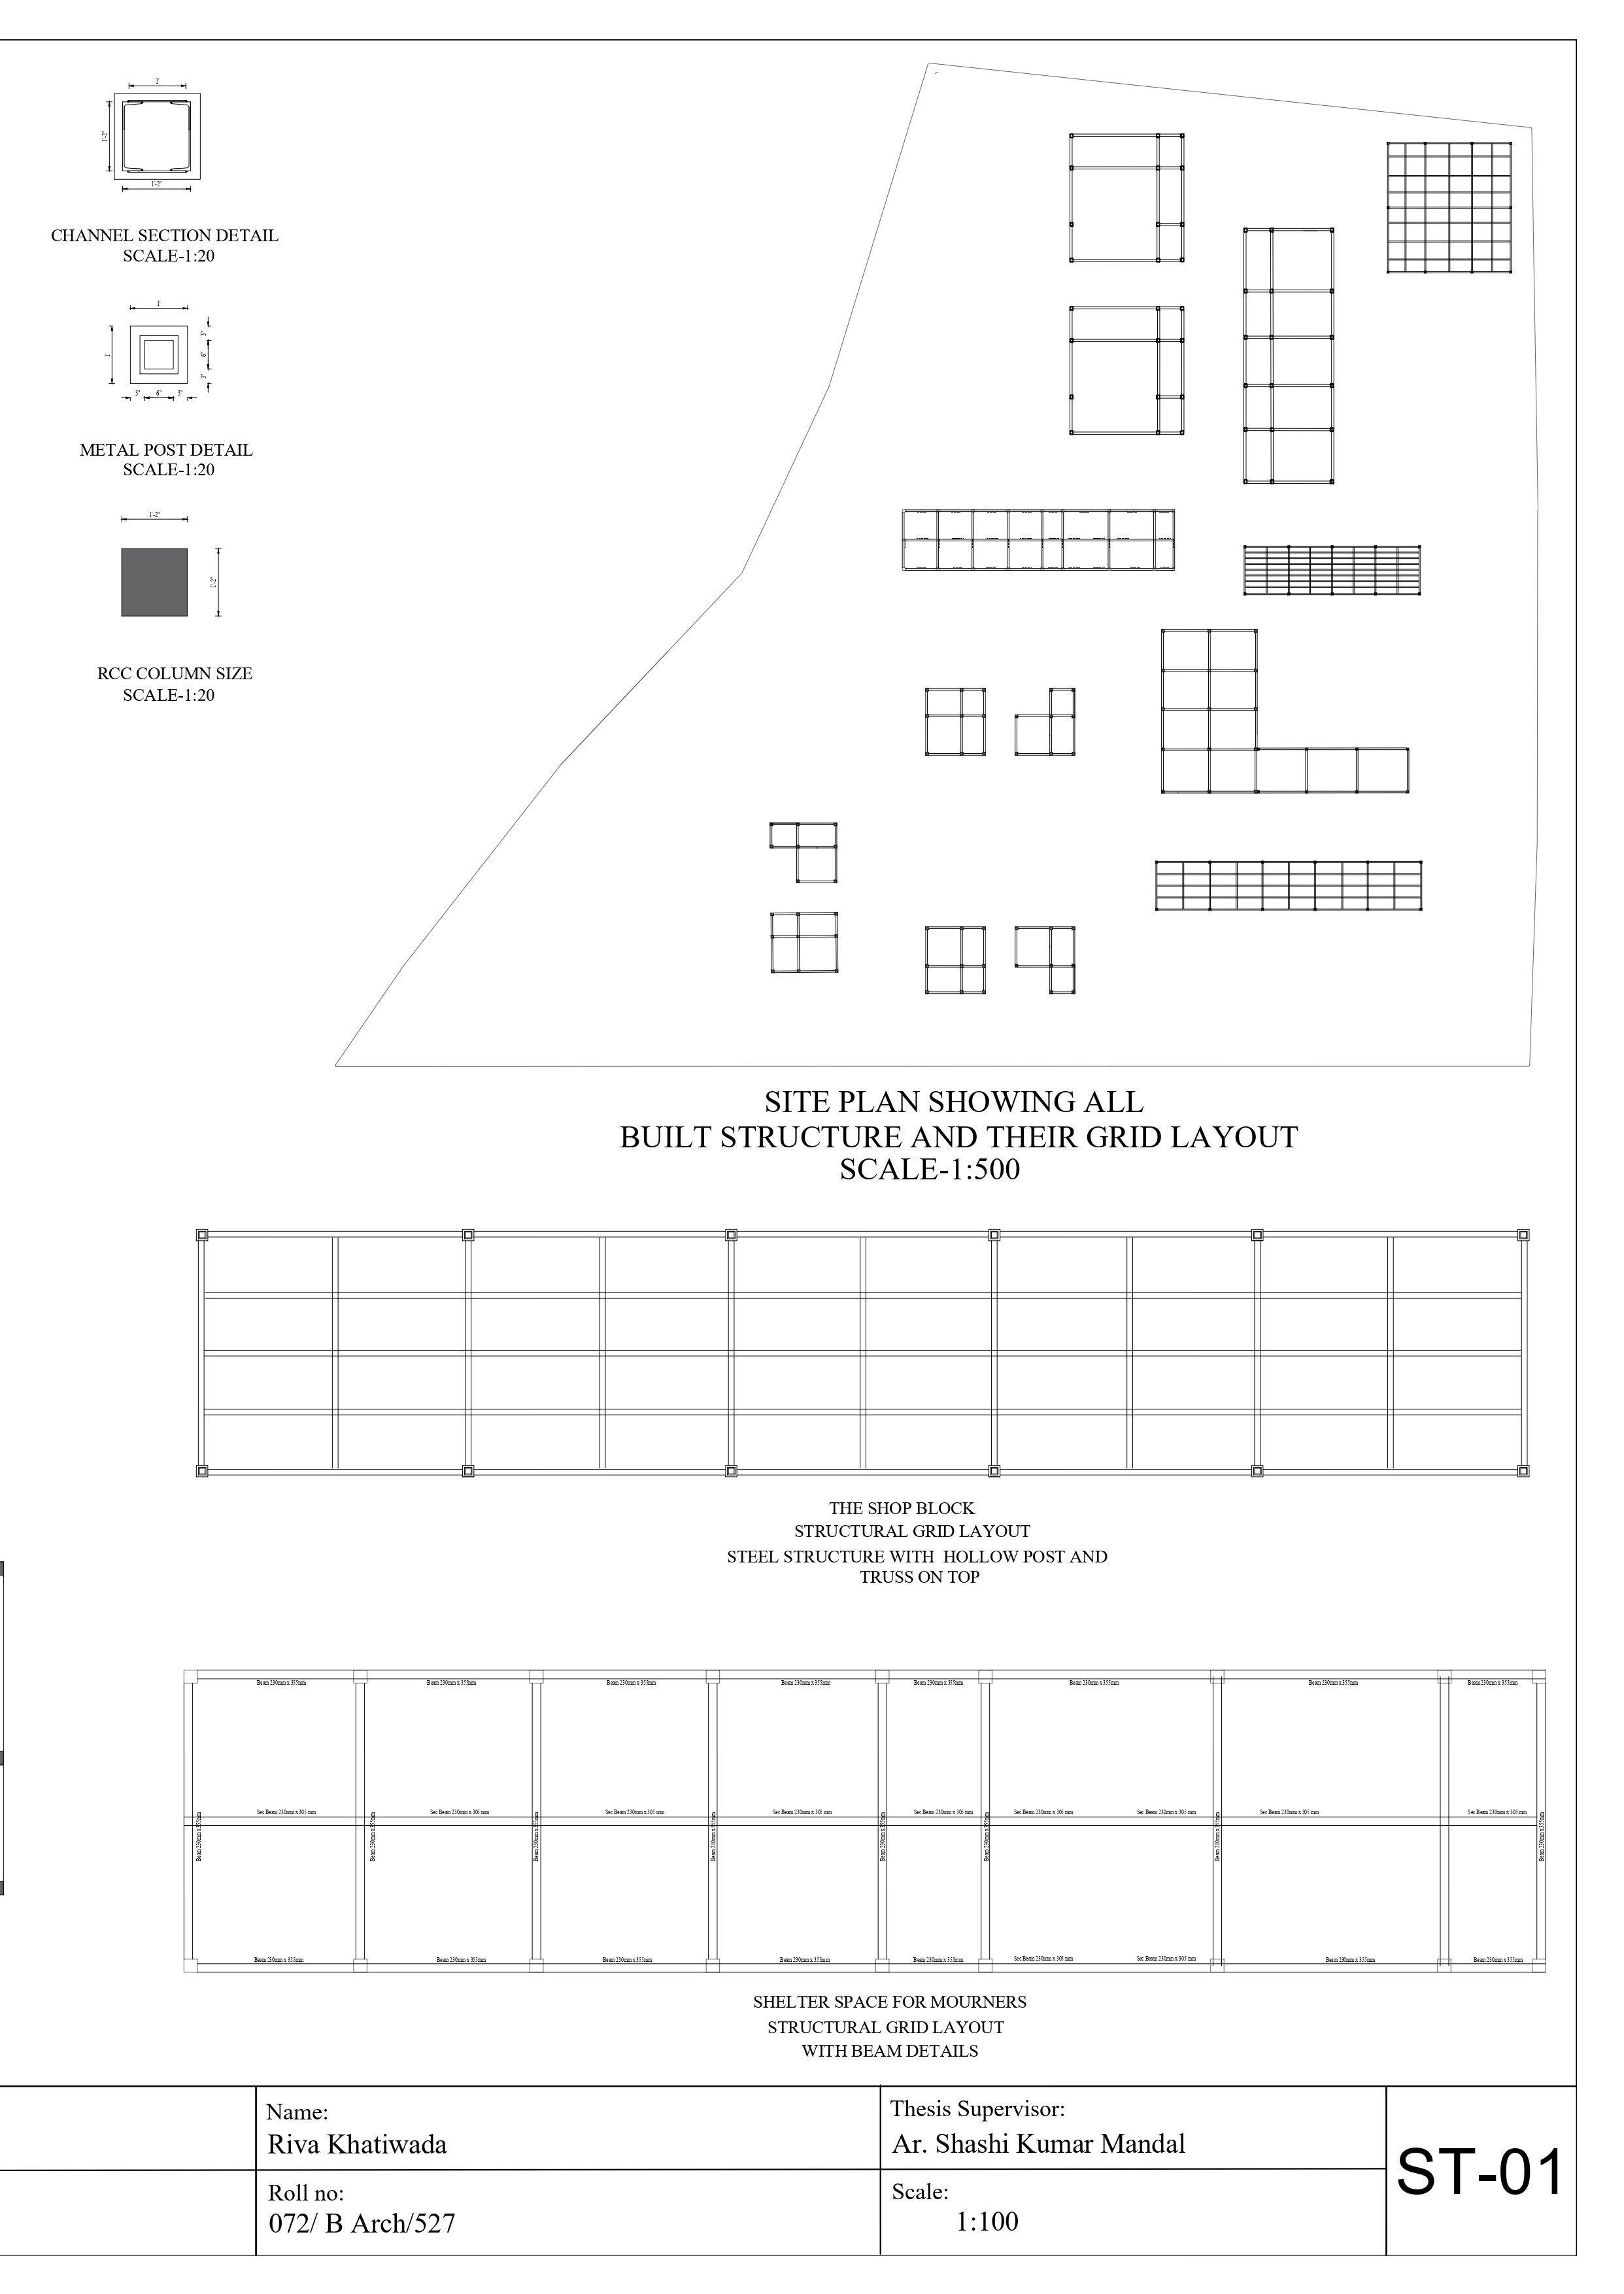 1'
1'-2"
1'-2"
CHANNEL SECTION DETAIL
SCALE-1:20
1'
1'
3"
6"
3"
3" 6" 3"
METAL POST DETAIL
SCALE-1:20
1'-2"
1'-2"
RCC COLUMN SIZE
SCALE-1:20
SITE PLAN SHOWING ALL
BUILT STRUCTURE AND THEIR GRID LAYOUT
SCALE-1:500
THE SHOP BLOCK
STRUCTURAL GRID LAYOUT
STEEL STRUCTURE WITH HOLLOW POST AND
TRUSS ON TOP
Beam 230mm x 355mm Beam 230mm x 355mm Beam 230mm x 355mm Beam 230mm x 355mm Beam 230mm x 355mm Beam 230mm x 355mm Beam 230mm x 355mm Beam 230mm x 355mm
Sec Beam 230mm x 305 mm Sec Beam 230mm x 305 mm Sec Beam 230mm x 305 mm Sec Beam 230mm x 305 mm Sec Beam 230mm x 305 mm Sec Beam 230mm x 305 mm Sec Beam 230mm x 305 mm Sec Beam 230mm x 305 mm Sec Beam 230mm x 305 mm
Beam 230mm x 355mm
Beam 230mm x 355mm
Beam 230mm x 355mm
Beam 230mm x 355mm
Beam 230mm x 355mm
Beam 230mm x 355mm
Beam 230mm x 355mm
Beam 230mm x 355mm
Beam 230mm x 355mm Beam 230mm x 355mm Beam 230mm x 355mm Beam 230mm x 355mm Beam 230mm x 355mm Sec Beam 230mm x 305 mm Sec Beam 230mm x 305 mm Beam 230mm x 355mm Beam 230mm x 355mm
SHELTER SPACE FOR MOURNERS
STRUCTURAL GRID LAYOUT
WITH BEAM DETAILS
Name:
Riva Khatiwada
Thesis Supervisor:
Ar. Shashi Kumar Mandal
Roll no:
072/ B Arch/527
Scale:
1:100
ST-01